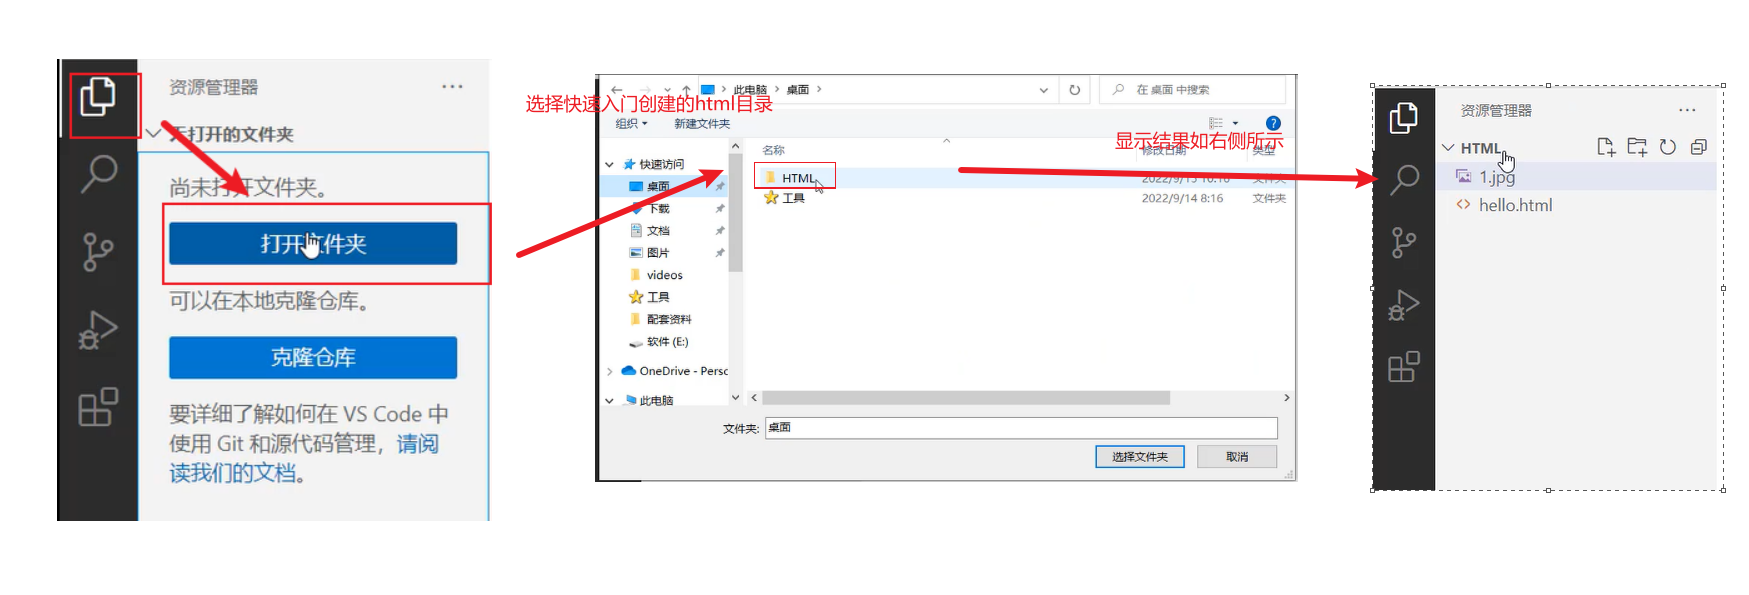 资源管理器
打开的文件夹
尚未打开文件夹。
打开文件夹
可以在本地克隆仓库。
克隆仓库
要详细了解如何在 VS Code 中
使用 Git 和源代码管理，请阅
读我们的文档。
此电脑 > 桌面 >
在 桌面 中搜索
选择快速入门创建的html目录
组织
新建文件夹
显示结果如右侧所示
名称
修改日期
类型
快速访问
桌面
下载
文档
图片
videos
工具
配套资料
软件 (E:)
OneDrive - Persc
此电脑
HTML
文件夹
工具
2022/9/14 8:16
文件夹
文件夹:
桌面
选择文件夹
取消
资源管理器
HTML
1.jpg
hello.html